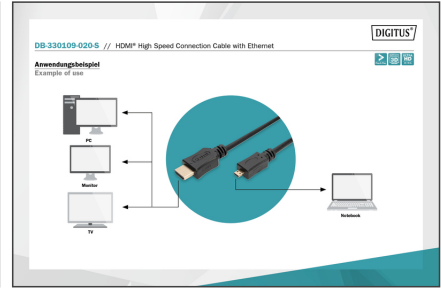 DIGITUS®
DB-330109-020-S // HDMI® High Speed Connection Cable with Ethernet
Anwendungsbeispiel
Example of use
3D
HD
PC
Monitor
TV
Notebook